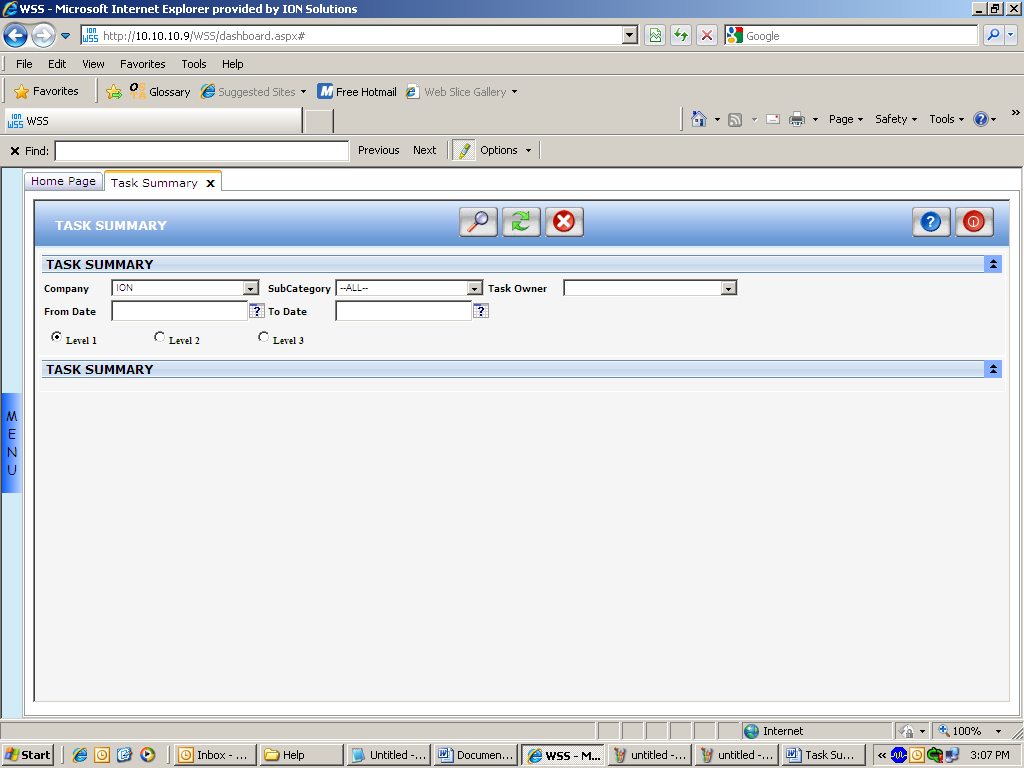 WSS - Microsoft Internet Explorer provided by ION Solutions
ION WSS http://10.10.10.9/WSS/dashboard.aspx# Google
File Edit View Favorites Tools Help
Favorites Glossary Suggested Sites Free Hotmail Web Slice Gallery
ION WSS WSS Page Safety Tools »
x Find: Previous Next Options
Home Page Task Summary x
TASK SUMMARY
TASK SUMMARY
Company ION SubCategory --ALL-- Task Owner
From Date ? To Date ?
Level 1 Level 2 Level 3
TASK SUMMARY
MENU
Internet 100%
Start Inbox - ... Help Untitled -... Documen... WSS - M... untitled -... untitled -... Task Su... « 3:07 PM